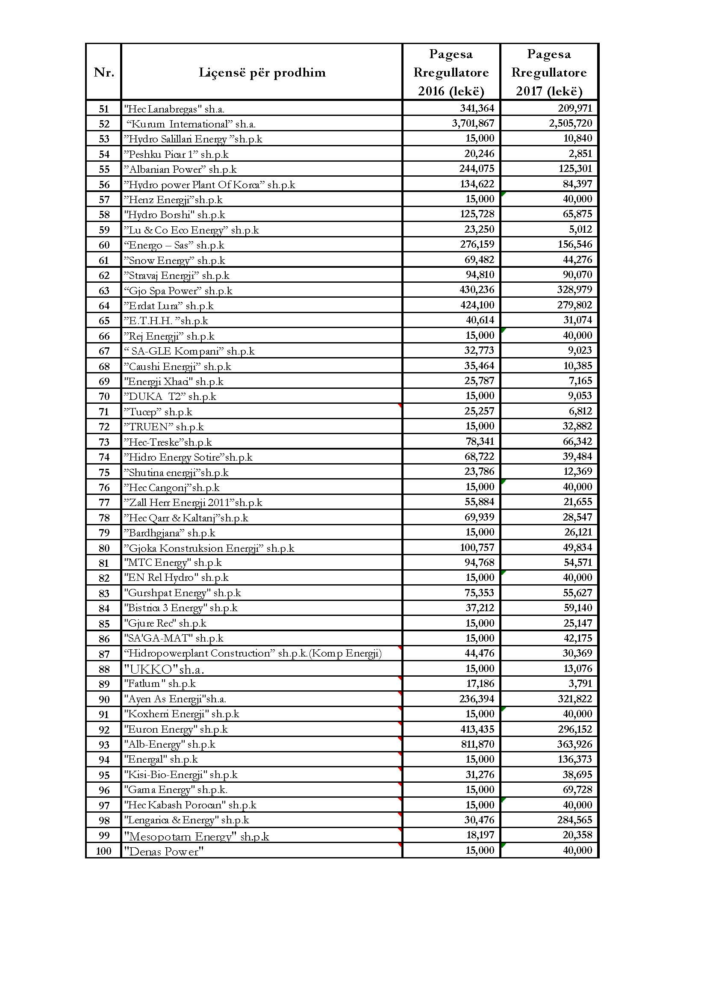 Nr. Liçensë për prodhim Pagesa Rregullatore 2016 (lekë) Pagesa Rregullatore 2017 (lekë)
51 "Hec Lanabregas" sh.a. 341,364 209,971
52 “Kurum International” sh.a. 3,701,867 2,505,720
53 ”Hydro Salillari Energy ”sh.p.k 15,000 10,840
54 ”Peshku Picar 1” sh.p.k 20,246 2,851
55 ”Albanian Power” sh.p.k 244,075 125,301
56 ”Hydro power Plant Of Korca” sh.p.k 134,622 84,397
57 ”Henz Energji”sh.p.k 15,000 40,000
58 "Hydro Borshi" sh.p.k 125,728 65,875
59 ”Lu & Co Eco Energy” sh.p.k 23,250 5,012
60 “Energo – Sas” sh.p.k 276,159 156,546
61 ”Snow Energy” sh.p.k 69,482 44,276
62 ”Stravaj Energji” sh.p.k 94,810 90,070
63 “Gjo Spa Power” sh.p.k 430,236 328,979
64 ”Erdat Lura” sh.p.k 424,100 279,802
65 ”E.T.H.H. ”sh.p.k 40,614 31,074
66 ”Rej Energji” sh.p.k 15,000 40,000
67 “ SA-GLE Kompani” sh.p.k 32,773 9,023
68 ”Caushi Energji” sh.p.k 35,464 10,385
69 "Energji Xhaci" sh.p.k 25,787 7,165
70 ”DUKA T2” sh.p.k 15,000 9,053
71 ”Tucep” sh.p.k 25,257 6,812
72 ”TRUEN” sh.p.k 15,000 32,882
73 ”Hec-Treske”sh.p.k 78,341 66,342
74 ”Hidro Energy Sotire”sh.p.k 68,722 39,484
75 ”Shutina energji”sh.p.k 23,786 12,369
76 ”Hec Cangonj”sh.p.k 15,000 40,000
77 ”Zall Herr Energji 2011”sh.p.k 55,884 21,655
78 ”Hec Qarr & Kaltanj”sh.p.k 69,939 28,547
79 ”Bardhgjana” sh.p.k 15,000 26,121
80 ”Gjoka Konstruksion Energji” sh.p.k 100,757 49,834
81 "MTC Energy" sh.p.k 94,768 54,571
82 "EN Rel Hydro" sh.p.k 15,000 40,000
83 "Gurshpat Energy" sh.p.k 75,353 55,627
84 "Bistrica 3 Energy" sh.p.k 37,212 59,140
85 "Gjure Rec" sh.p.k 15,000 25,147
86 "SA'GA-MAT" sh.p.k 15,000 42,175
87 “Hidropowerplant Construction” sh.p.k.(Komp Energji) 44,476 30,369
88 "UKKO"sh.a. 15,000 13,076
89 "Fatlum" sh.p.k 17,186 3,791
90 "Ayen As Energji"sh.a. 236,394 321,822
91 "Koxherri Energji" sh.p.k 15,000 40,000
92 "Euron Energy" sh.p.k 413,435 296,152
93 "Alb-Energy" sh.p.k 811,870 363,926
94 "Energal" sh.p.k 15,000 136,373
95 "Kisi-Bio-Energji" sh.p.k 31,276 38,695
96 "Gama Energy" sh.p.k. 15,000 69,728
97 "Hec Kabash Porocan" sh.p.k 15,000 40,000
98 "Lengarica & Energy" sh.p.k 30,476 284,565
99 "Mesopotam Energy" sh.p.k 18,197 20,358
100 "Denas Power" 15,000 40,000